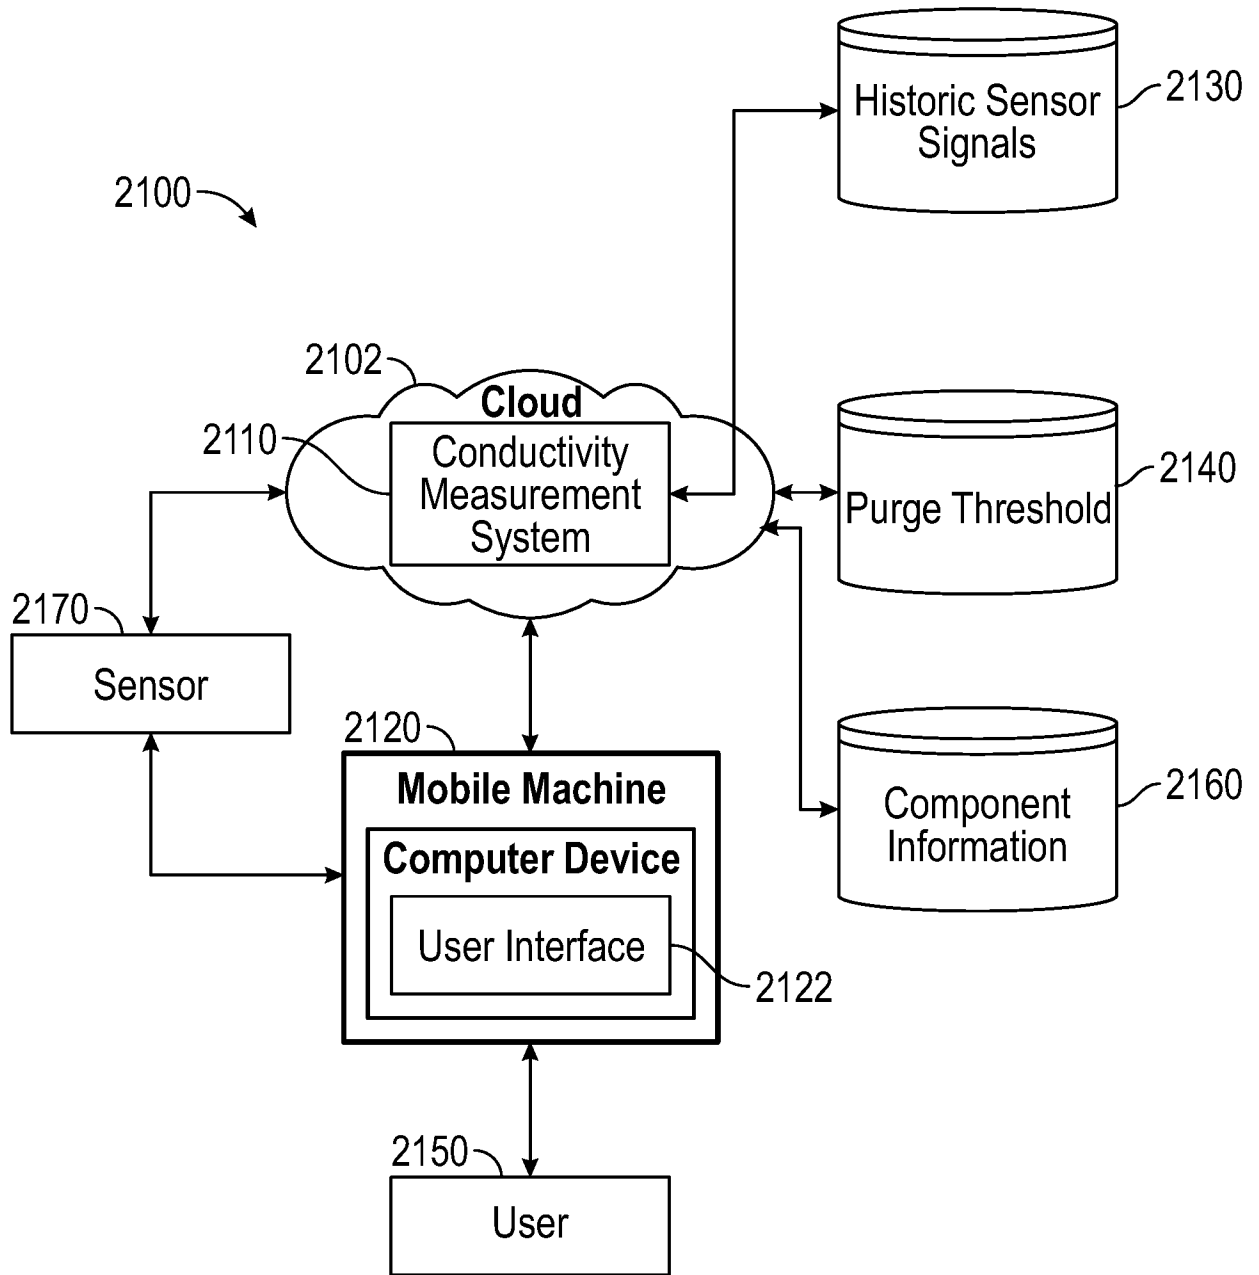 Historic Sensor
Signals
2130
2100
2102
Cloud
2110
Conductivity
Measurement
System
2140
Purge Threshold
2170
Sensor
2120
Mobile Machine
Computer Device
User Interface
2122
2160
Component
Information
2150
User